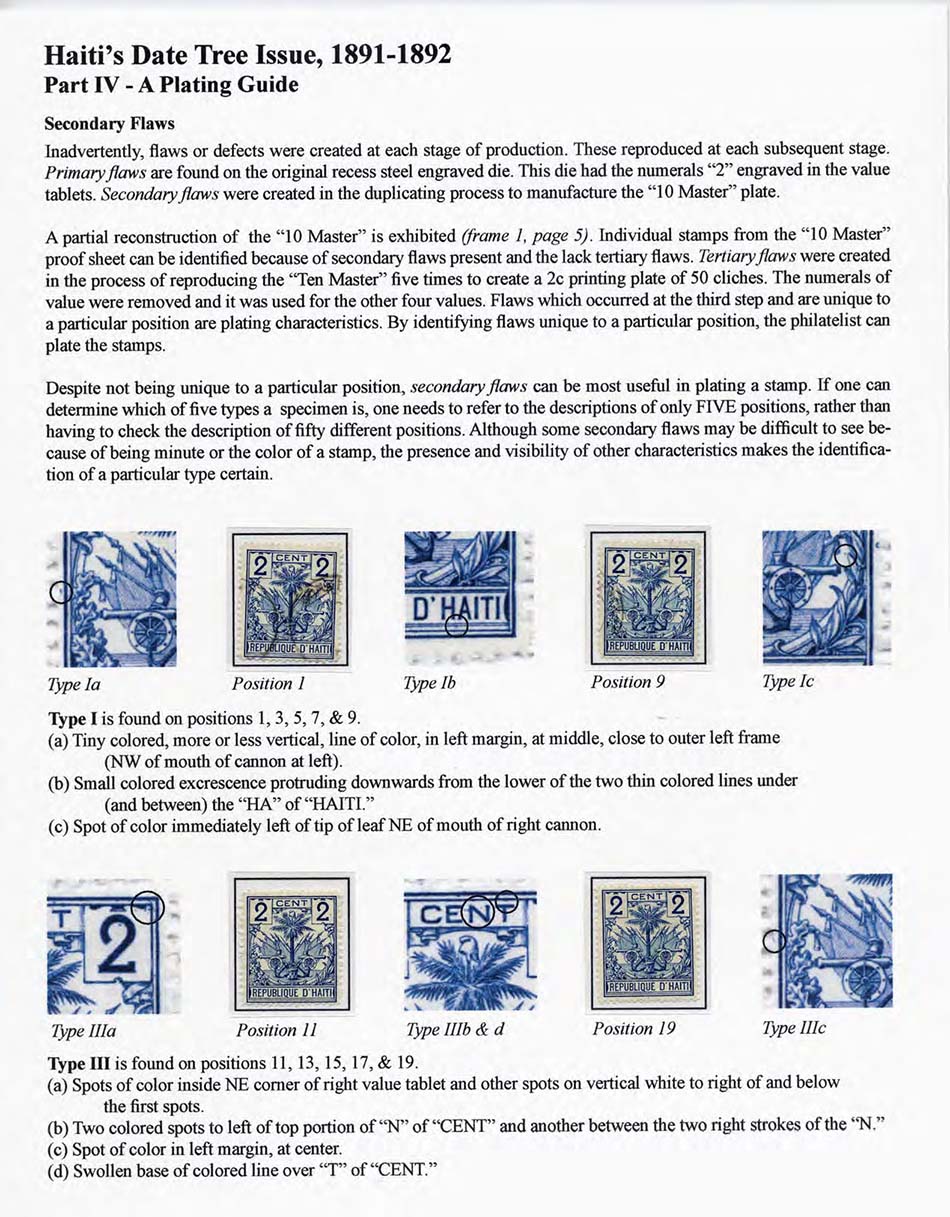 Haiti's Date Tree Issue, 1891-1892
Part IV - A Plating Guide
Secondary Flaws
Inadvertently, flaws or defects were created at each stage of production. These reproduced at each subsequent stage.
Primary flaws are found on the original recess steel engraved die. This die had the numerals "2" engraved in the value
tablets. Secondary flaws were created in the duplicating process to manufacture the "10 Master" plate.
A partial reconstruction of the "10 Master" is exhibited (frame 1, page 5). Individual stamps from the "10 Master"
proof sheet can be identified because of secondary flaws present and the lack tertiary flaws. Tertiary flaws were created
in the process of reproducing the "Ten Master" five times to create a 2c printing plate of 50 cliches. The numerals of
value were removed and it was used for the other four values. Flaws which occurred at the third step and are unique to
a particular position are plating characteristics. By identifying flaws unique to a particular position, the philatelist can
plate the stamps.
Despite not being unique to a particular position, secondary flaws can be most useful in plating a stamp. If one can
determine which of five types a specimen is, one needs to refer to the descriptions of only FIVE positions, rather than
having to check the description of fifty different positions. Although some secondary flaws may be difficult to see be-
cause of being minute or the color of a stamp, the presence and visibility of other characteristics makes the identifica-
tion of a particular type certain.
2 CENT 2
REPUBLIQUE D'HAITI
D'HAITI
2 CENT 2
REPUBLIQUE D'HAITI
Type Ia
Position 1
Type Ib
Position 9
Type Ic
Type I is found on positions 1, 3, 5, 7, & 9.
(a) Tiny colored, more or less vertical, line of color, in left margin, at middle, close to outer left frame
(NW of mouth of cannon at left).
(b) Small colored excrescence protruding downwards from the lower of the two thin colored lines under
(and between) the "HA" of "HAITI."
(c) Spot of color immediately left of tip of leaf NE of mouth of right cannon.
T 2
2 CENT 2
REPUBLIQUE D'HAITI
CENT
2 CENT 2
REPUBLIQUE D'HAITI
Type IIIa
Position 11
Type IIIb & d
Position 19
Type IIIc
Type III is found on positions 11, 13, 15, 17, & 19.
(a) Spots of color inside NE corner of right value tablet and other spots on vertical white to right of and below
the first spots.
(b) Two colored spots to left of top portion of "N" of "CENT" and another between the two right strokes of the "N."
(c) Spot of color in left margin, at center.
(d) Swollen base of colored line over "T" of "CENT."